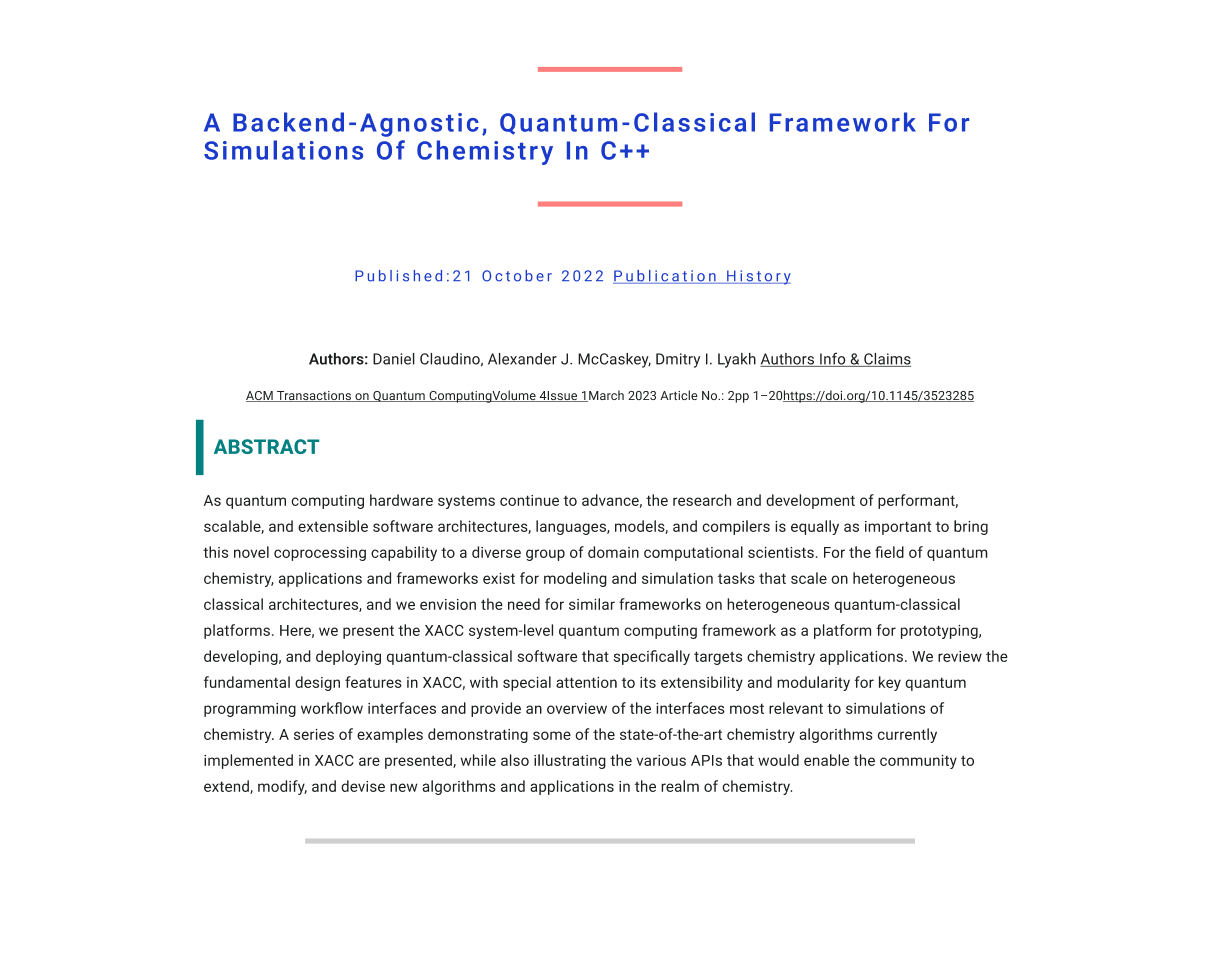 A Backend-Agnostic, Quantum-Classical Framework For
Simulations Of Chemistry In C++
Published:21 October 2022 Publication History
Authors: Daniel Claudino, Alexander J. McCaskey, Dmitry I. Lyakh Authors Info & Claims
ACM Transactions on Quantum ComputingVolume 4Issue 1March 2023 Article No.: 2pp 1–20https://doi.org/10.1145/3523285
ABSTRACT
As quantum computing hardware systems continue to advance, the research and development of performant,
scalable, and extensible software architectures, languages, models, and compilers is equally as important to bring
this novel coprocessing capability to a diverse group of domain computational scientists. For the field of quantum
chemistry, applications and frameworks exist for modeling and simulation tasks that scale on heterogeneous
classical architectures, and we envision the need for similar frameworks on heterogeneous quantum-classical
platforms. Here, we present the XACC system-level quantum computing framework as a platform for prototyping,
developing, and deploying quantum-classical software that specifically targets chemistry applications. We review the
fundamental design features in XACC, with special attention to its extensibility and modularity for key quantum
programming workflow interfaces and provide an overview of the interfaces most relevant to simulations of
chemistry. A series of examples demonstrating some of the state-of-the-art chemistry algorithms currently
implemented in XACC are presented, while also illustrating the various APIs that would enable the community to
extend, modify, and devise new algorithms and applications in the realm of chemistry.